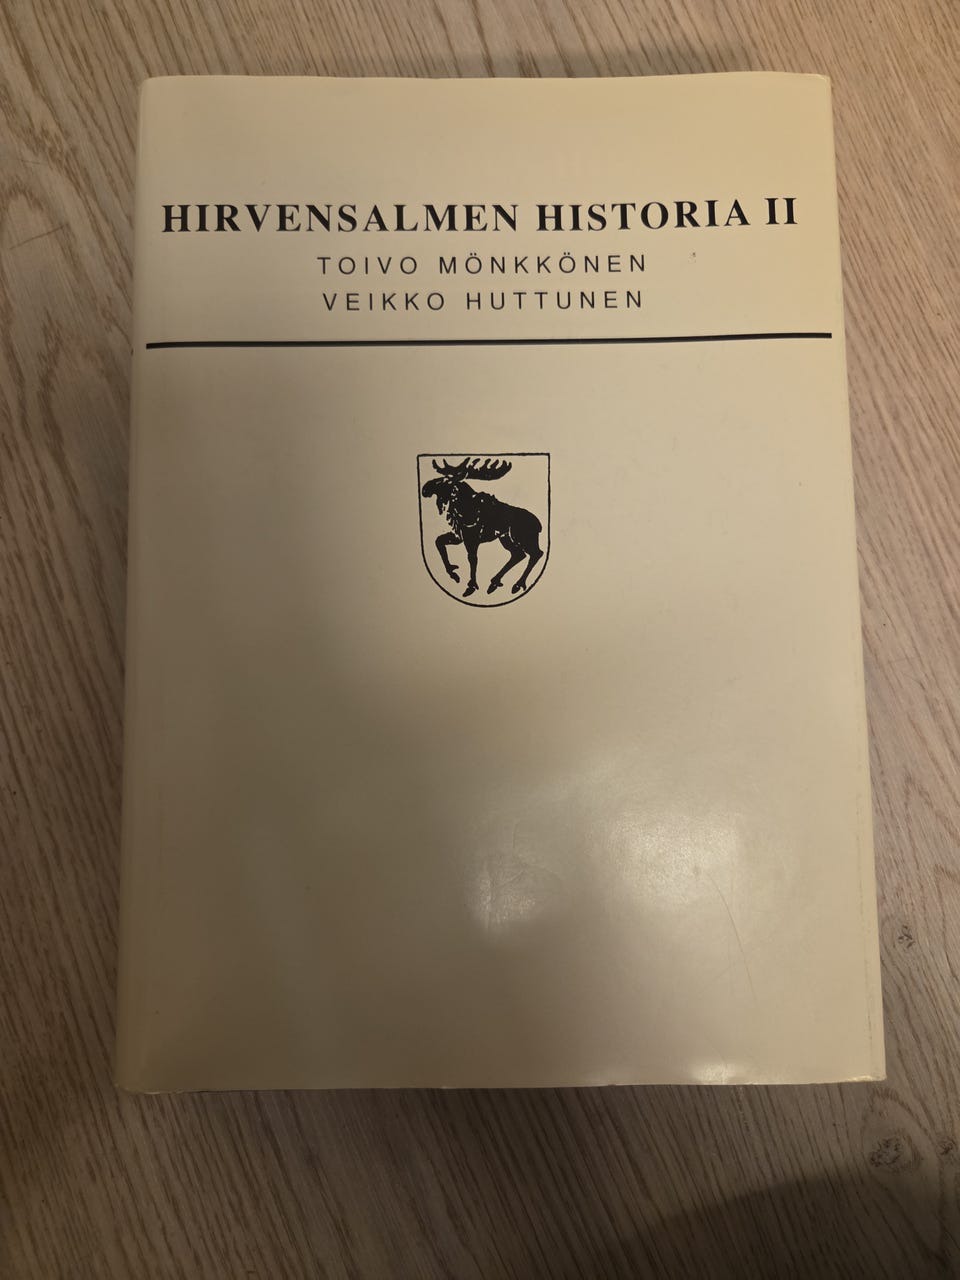 HIRVENSALMEN HISTORIA II
TOIVO MÖNKKÖNEN
VEIKKO HUTTUNEN